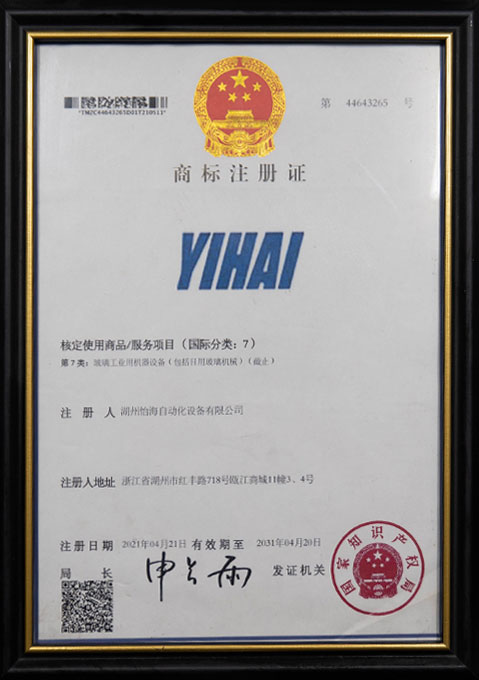 第 44643265 号
*TMZC44643265D01T210513*
商标注册证
YIHAI
核定使用商品/服务项目（国际分类：7）
第7类：玻璃工业用机器设备（包括日用玻璃机械）（截止）
注 册 人 湖州怡海自动化设备有限公司
注册人地址 浙江省湖州市红丰路718号瓯江商城11幢3、4号
注册日期 2021年04月21日 有效期至 2031年04月20日
局 长 申长雨 发证机关
国家知识产权局